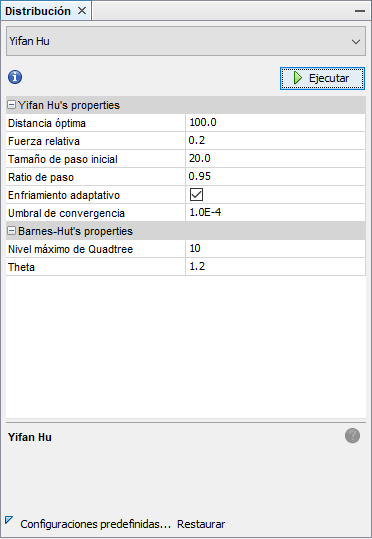 Distribución
Yifan Hu
Ejecutar
Yifan Hu's properties
Distancia óptima 100.0
Fuerza relativa 0.2
Tamaño de paso inicial 20.0
Ratio de paso 0.95
Enfriamiento adaptativo
Umbral de convergencia 1.0E-4
Barnes-Hut's properties
Nivel máximo de Quadtree 10
Theta 1.2
Yifan Hu
Configuraciones predefinidas... Restaurar